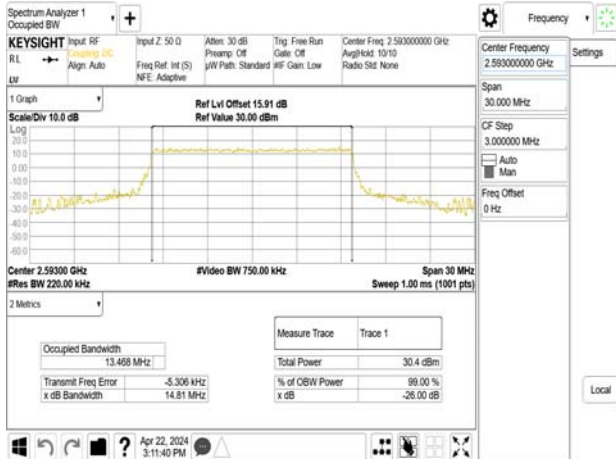 Spectrum Analyzer 1
Occupied BW
Frequency
KEYSIGHT Input: RF
Coupling: DC
Align: Auto
RL
LW
Input Z: 50 Ω
Freq Ref: Int (S)
NFE: Adaptive
Atten: 30 dB
Preamp: Off
µW Path: Standard
Trig: Free Run
Gate: Off
#IF Gain: Low
Center Freq: 2.593000000 GHz
Avg|Hold: 10/10
Radio Std: None
Center Frequency
2.593000000 GHz
Settings
Span
30.000 MHz
CF Step
3.000000 MHz
Auto
Man
Freq Offset
0 Hz
Local
1 Graph
Scale/Div 10.0 dB
Ref Lvl Offset 15.91 dB
Ref Value 30.00 dBm
Log
20.0
10.0
0.00
-10.0
-20.0
-30.0
-40.0
-50.0
-60.0
Center 2.59300 GHz
#Video BW 750.00 kHz
Span 30 MHz
#Res BW 220.00 kHz
Sweep 1.00 ms (1001 pts)
2 Metrics
Measure Trace Trace 1
Occupied Bandwidth
13.468 MHz
Total Power 30.4 dBm
Transmit Freq Error -5.306 kHz
% of OBW Power 99.00 %
x dB Bandwidth 14.81 MHz
x dB -26.00 dB
Apr 22, 2024
3:11:40 PM